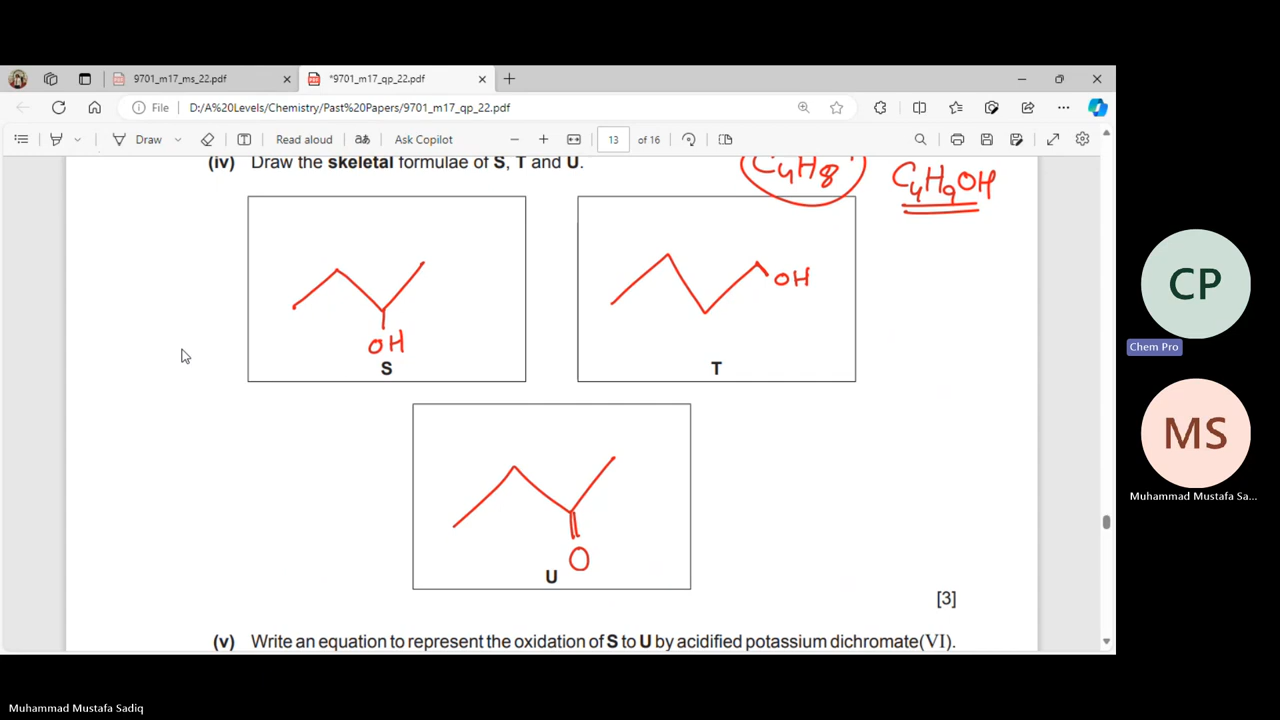 9701_m17_ms_22.pdf
*9701_m17_qp_22.pdf
File
D:/A%20Levels/Chemistry/Past%20Papers/9701_m17_qp_22.pdf
Draw
Read aloud
Ask Copilot
13
of 16
(iv) Draw the skeletal formulae of S, T and U.
C4H8
C4H9OH
OH
S
OH
T
O
U
[3]
(v) Write an equation to represent the oxidation of S to U by acidified potassium dichromate(VI).
CP
Chem Pro
MS
Muhammad Mustafa Sa...
Muhammad Mustafa Sadiq